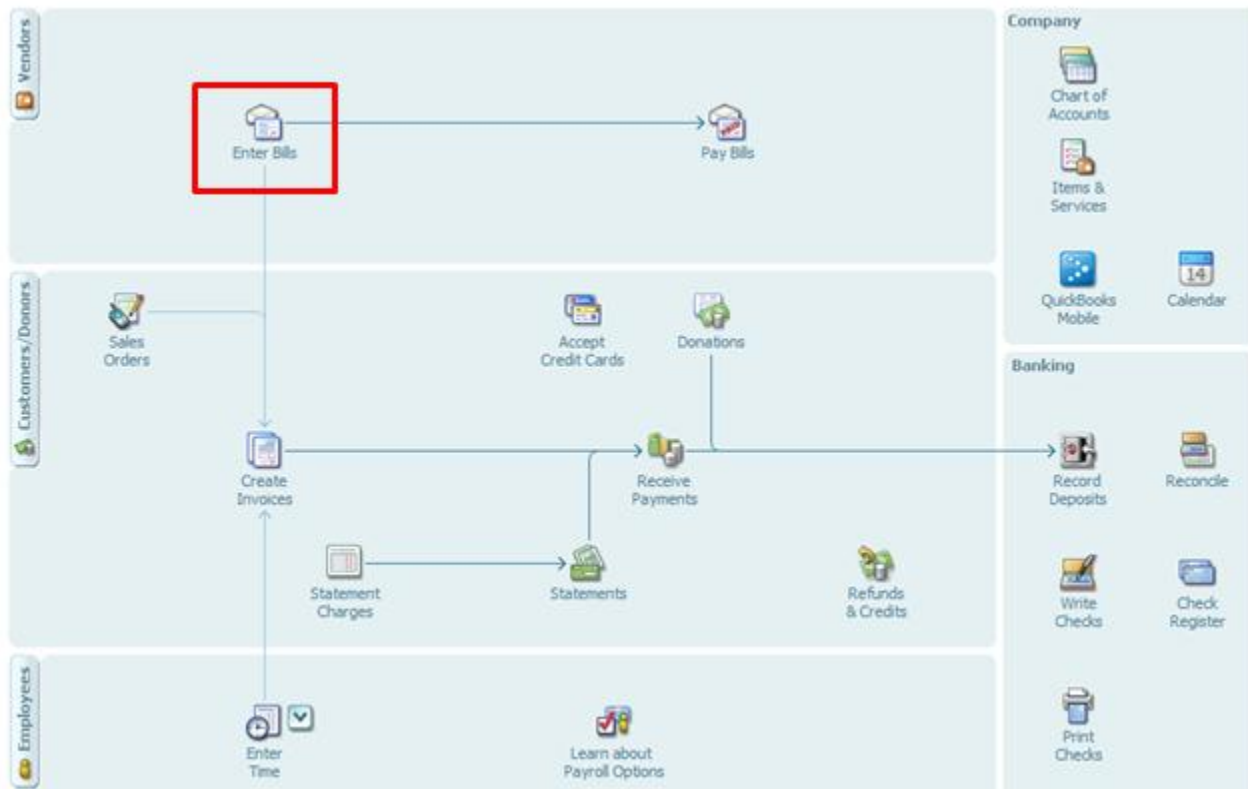 Vendors
Enter Bills
Pay Bills
Customers/Donors
Sales
Orders
Accept
Credit Cards
Donations
Create
Invoices
Receive
Payments
Statement
Charges
Statements
Refunds
& Credits
Employees
Enter
Time
Learn about
Payroll Options
Company
Chart of
Accounts
Items &
Services
QuickBooks
Mobile
14
Calendar
Banking
Record
Deposits
Reconcile
Write
Checks
Check
Register
Print
Checks